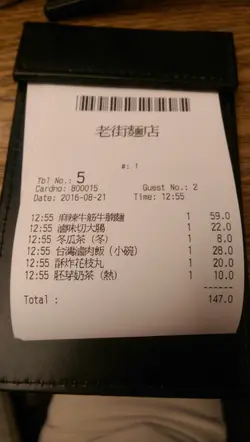 老街麵店
#: 1
Tbl No.: 5
Cardno: B00015 Guest No.: 2
Date: 2016-08-21 Time: 12:55
12:55 麻辣牛筋牛腩麵 1 59.0
12:55 滷味切大腸 1 22.0
12:55 冬瓜茶（冬） 1 8.0
12:55 台灣滷肉飯（小碗） 1 28.0
12:55 酥炸花枝丸 1 20.0
12:55 胚芽奶茶（熱） 1 10.0
------
Total : 147.0